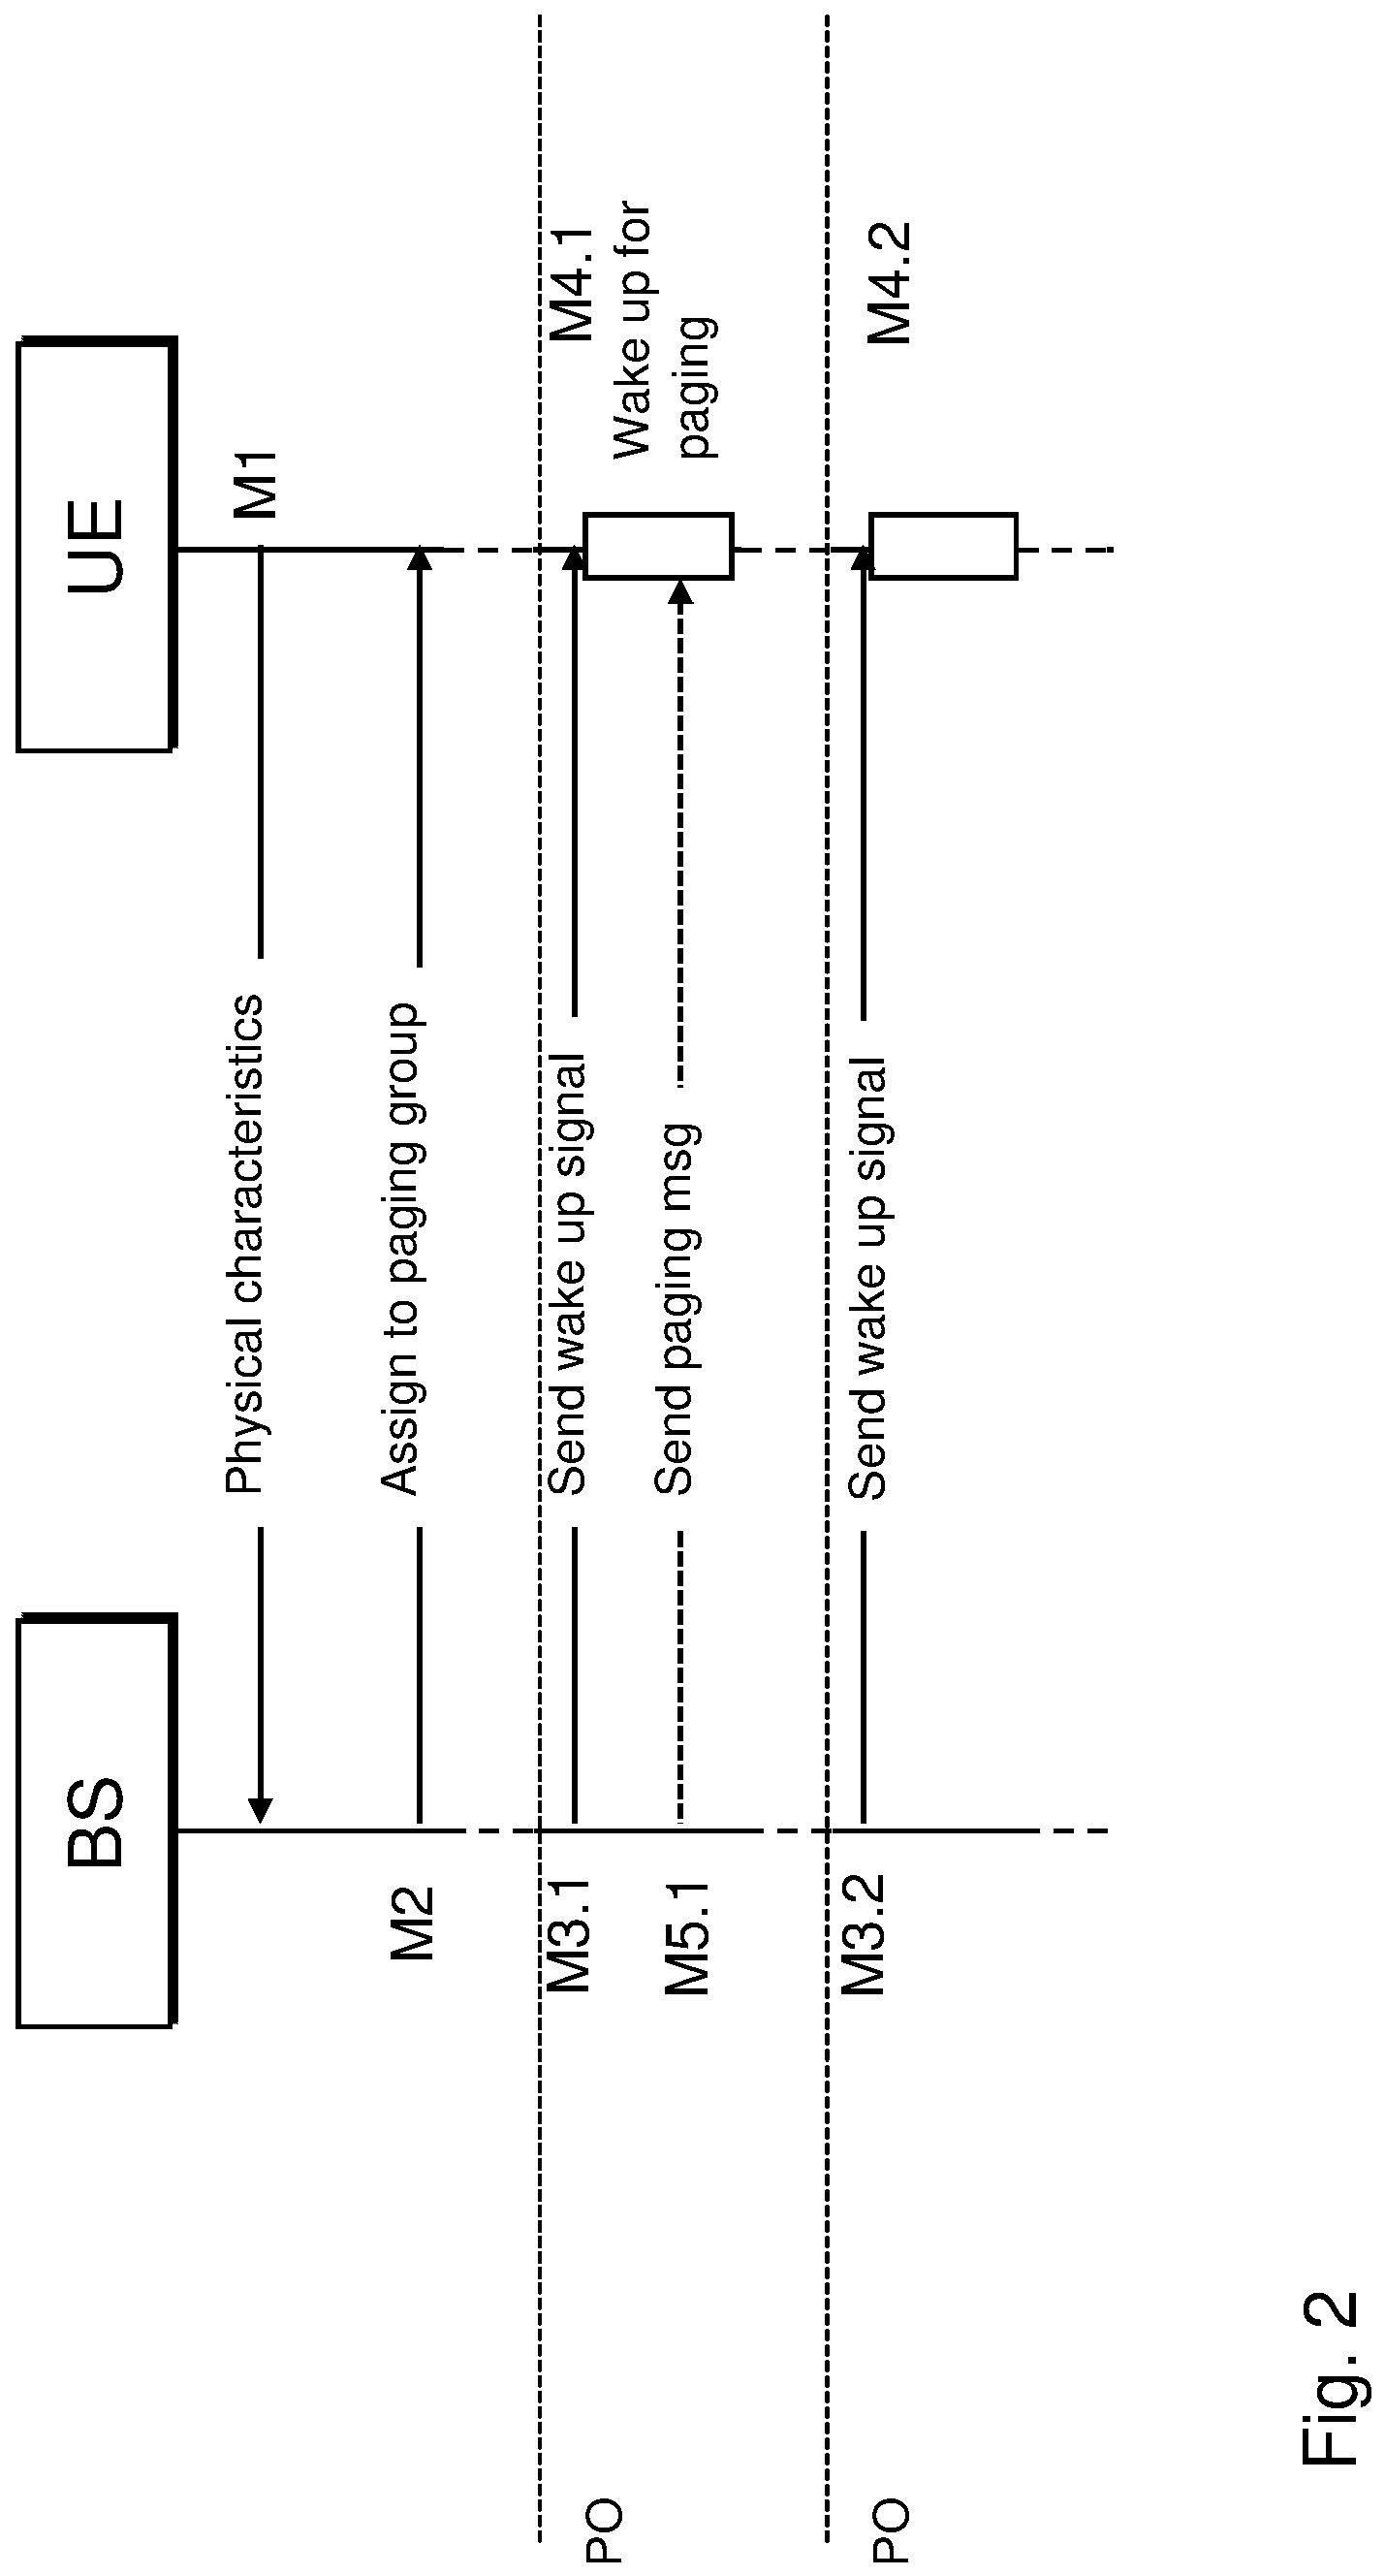 BS
UE
M1
Physical characteristics
M2
Assign to paging group
PO
M3.1
Send wake up signal
M4.1
Wake up for
paging
M5.1
Send paging msg
PO
M3.2
Send wake up signal
M4.2
Fig. 2